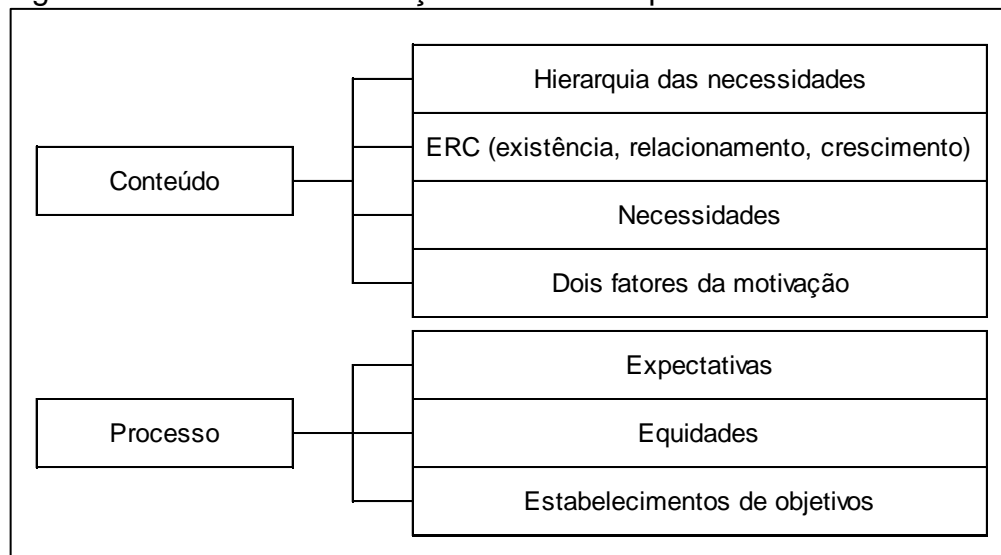 Hierarquia das necessidades
ERC (existência, relacionamento, crescimento)
Conteúdo
Necessidades
Dois fatores da motivação
Expectativas
Processo
Equidades
Estabelecimentos de objetivos